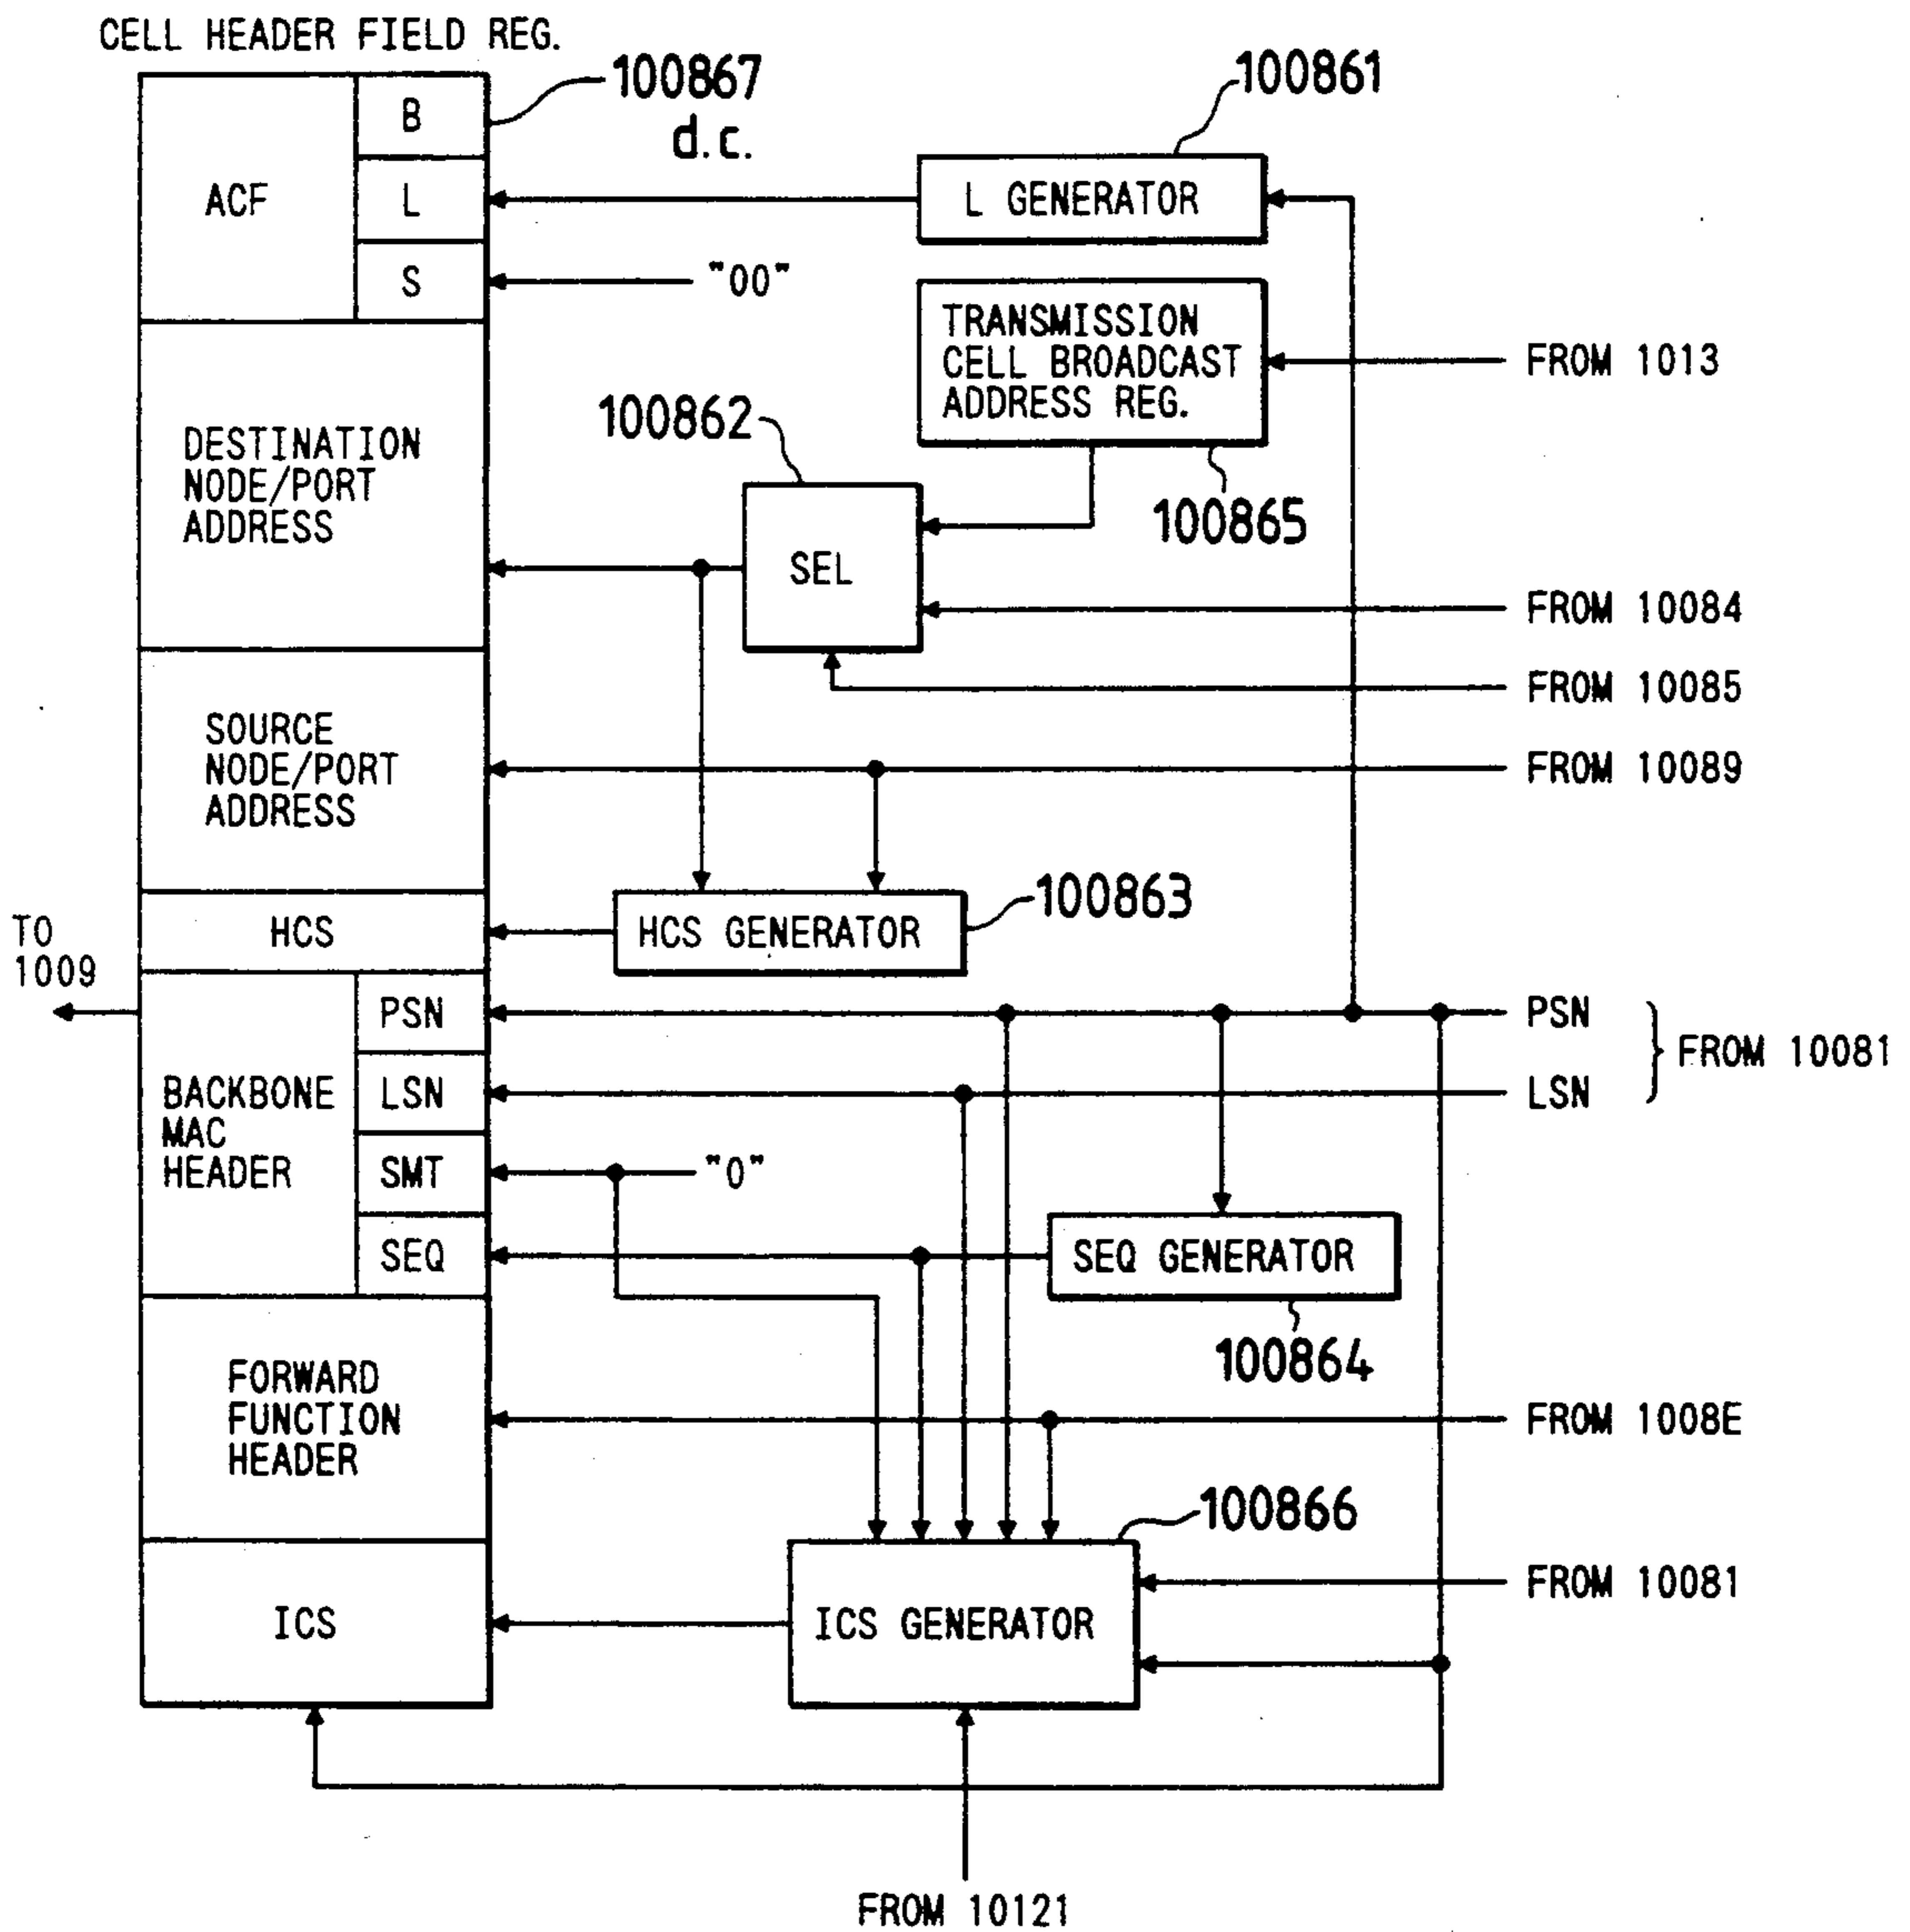 CELL HEADER FIELD REG.
100867
d.c.
100861
B
ACF
L
L GENERATOR
S
"00"
TRANSMISSION
CELL BROADCAST
ADDRESS REG.
FROM 1013
100862
DESTINATION
NODE/PORT
ADDRESS
100865
SEL
FROM 10084
FROM 10085
SOURCE
NODE/PORT
ADDRESS
FROM 10089
100863
HCS
HCS GENERATOR
TO
1009
PSN
PSN
FROM 10081
BACKBONE
MAC
HEADER
LSN
LSN
SMT
"0"
SEQ
SEQ GENERATOR
100864
FORWARD
FUNCTION
HEADER
FROM 1008E
100866
FROM 10081
ICS
ICS GENERATOR
FROM 10121